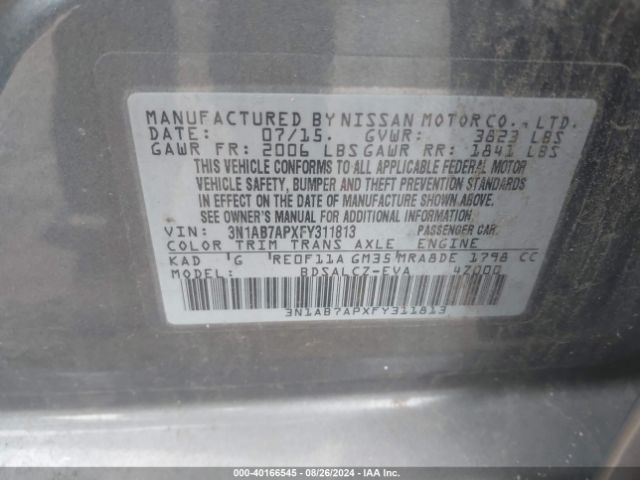 MANUFACTURED BY NISSAN MOTOR CO., LTD.
DATE: 07/15. GVWR: 3823 LBS
GAWR FR: 2006 LBS GAWR RR: 1841 LBS
THIS VEHICLE CONFORMS TO ALL APPLICABLE FEDERAL MOTOR
VEHICLE SAFETY, BUMPER AND THEFT PREVENTION STANDARDS
IN EFFECT ON THE DATE OF MANUFACTURE SHOWN ABOVE.
SEE OWNER'S MANUAL FOR ADDITIONAL INFORMATION.
VIN: 3N1AB7APXFY311813 PASSENGER CAR
COLOR TRIM TRANS AXLE ENGINE
KAD G RE0F11A GM35 MRA8DE 1798 CC
MODEL: BDSALCZ-EVA 4Z000
3N1AB7APXFY311813
000-40166545 / 08/26/2024 - IAA Inc.